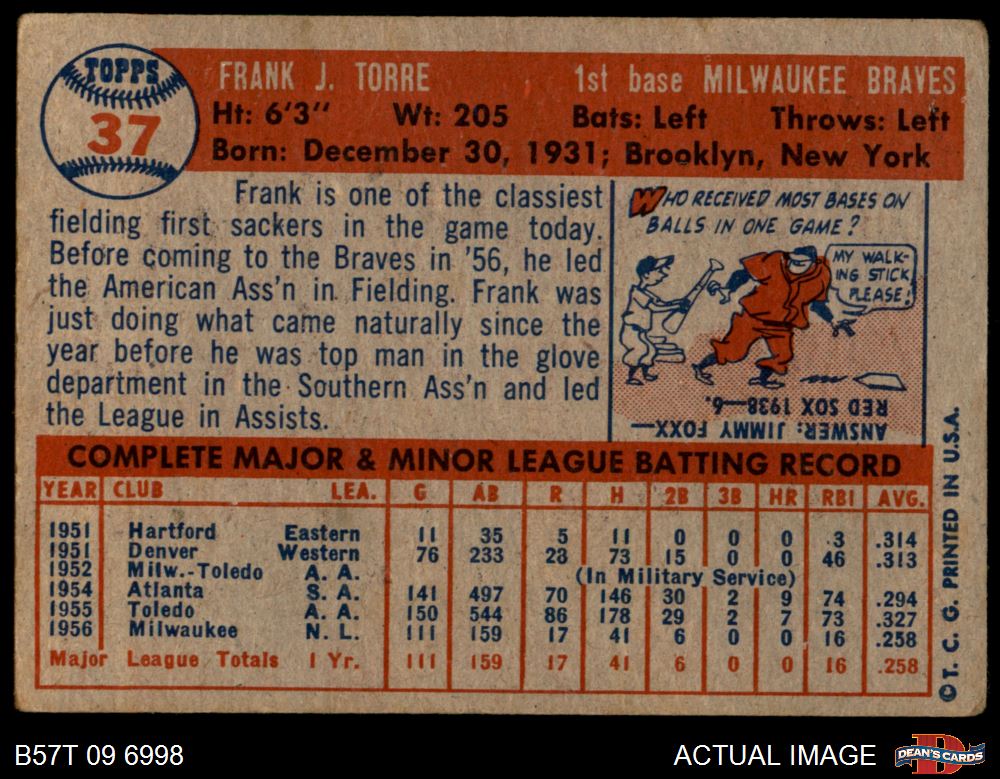 TOPPS
37
FRANK J. TORRE 1st base MILWAUKEE BRAVES
Ht: 6'3" Wt: 205 Bats: Left Throws: Left
Born: December 30, 1931; Brooklyn, New York
Frank is one of the classiest
fielding first sackers in the game today.
Before coming to the Braves in '56, he led
the American Ass'n in Fielding. Frank was
just doing what came naturally since the
year before he was top man in the glove
department in the Southern Ass'n and led
the League in Assists.
WHO RECEIVED MOST BASES ON
BALLS IN ONE GAME?
MY WALK-
ING STICK,
PLEASE!
ANSWER: JIMMY FOXX—
RED SOX 1938—6.
COMPLETE MAJOR & MINOR LEAGUE BATTING RECORD
YEAR CLUB LEA. G AB R H 2B 3B HR RBI AVG.
1951 Hartford Eastern 11 35 5 11 0 0 0 3 .314
1951 Denver Western 76 233 23 73 15 0 0 46 .313
1952 Milw.-Toledo A. A. (In Military Service)
1954 Atlanta S. A. 141 497 70 146 30 2 9 74 .294
1955 Toledo A. A. 150 544 86 178 29 2 7 73 .327
1956 Milwaukee N. L. 111 159 17 41 6 0 0 16 .258
Major League Totals 1 Yr. 111 159 17 41 6 0 0 16 .258
©T. C. G. PRINTED IN U.S.A.
B57T 09 6998 ACTUAL IMAGE
DEAN'S CARDS